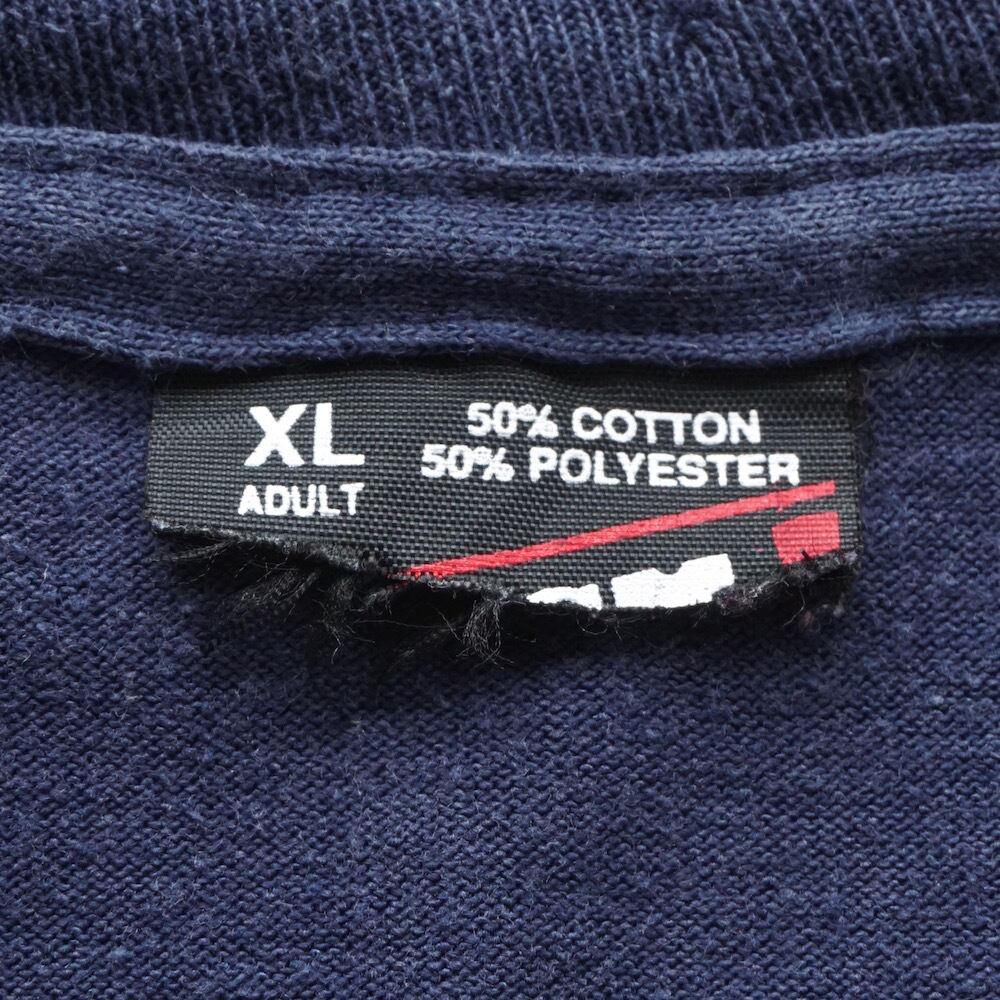 XL
ADULT
50% COTTON
50% POLYESTER